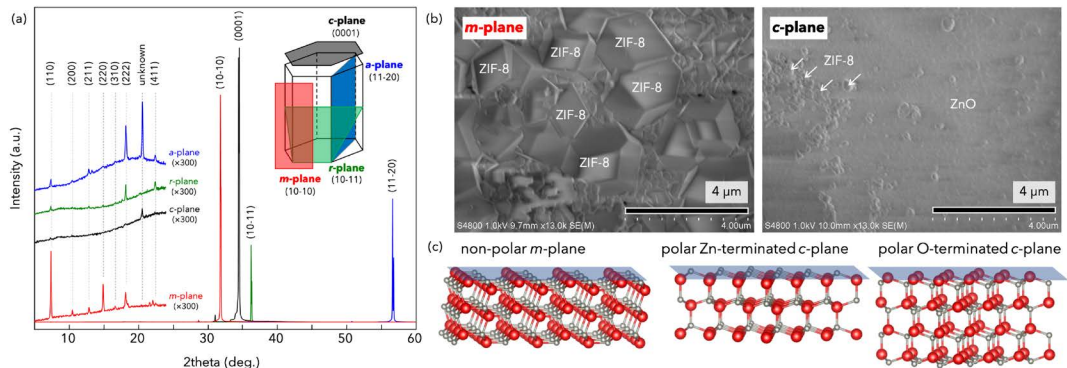 (a)
Intensity (a.u.)
(110)
(200)
(211)
(220)
(310)
(222)
unknown
(411)
a-plane
(×300)
r-plane
(×300)
c-plane
(×300)
m-plane
(×300)
(10-10)
(0001)
(10-11)
(11-20)
c-plane
(0001)
a-plane
(11-20)
r-plane
(10-11)
m-plane
(10-10)
5 10 20 30 40 50 60
2theta (deg.)
(b)
m-plane
ZIF-8
ZIF-8
ZIF-8
ZIF-8
ZIF-8
ZIF-8
4 μm
S4800 1.0kV 9.7mm x13.0k SE(M)
4.00um
c-plane
ZIF-8
ZnO
4 μm
S4800 1.0kV 10.0mm x13.0k SE(M)
4.00um
(c)
non-polar m-plane
polar Zn-terminated c-plane
polar O-terminated c-plane